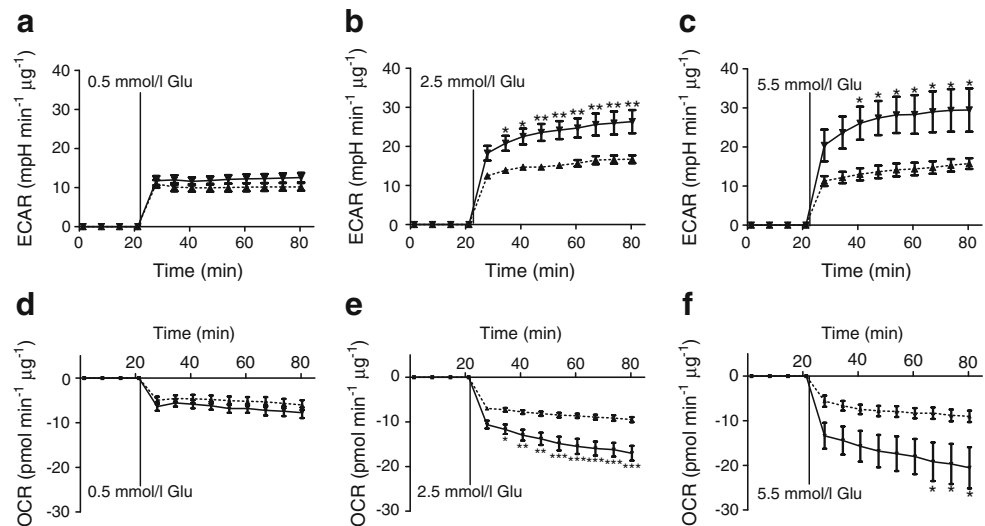 a
ECAR (mpH min⁻¹ μg⁻¹)
0.5 mmol/l Glu
40
30
20
10
0
0 20 40 60 80
Time (min)
b
ECAR (mpH min⁻¹ μg⁻¹)
2.5 mmol/l Glu
40
30
20
10
0
* * ** ** ** ** ** **
0 20 40 60 80
Time (min)
c
ECAR (mpH min⁻¹ μg⁻¹)
5.5 mmol/l Glu
40
30
20
10
0
* * * * * * *
0 20 40 60 80
Time (min)
d
Time (min)
0 20 40 60 80
OCR (pmol min⁻¹ μg⁻¹)
0
-10
-20
-30
0.5 mmol/l Glu
e
Time (min)
0 20 40 60 80
OCR (pmol min⁻¹ μg⁻¹)
0
-10
-20
-30
* ** ** *** *** *** *** ***
2.5 mmol/l Glu
f
Time (min)
0 20 40 60 80
OCR (pmol min⁻¹ μg⁻¹)
0
-10
-20
-30
* * *
5.5 mmol/l Glu